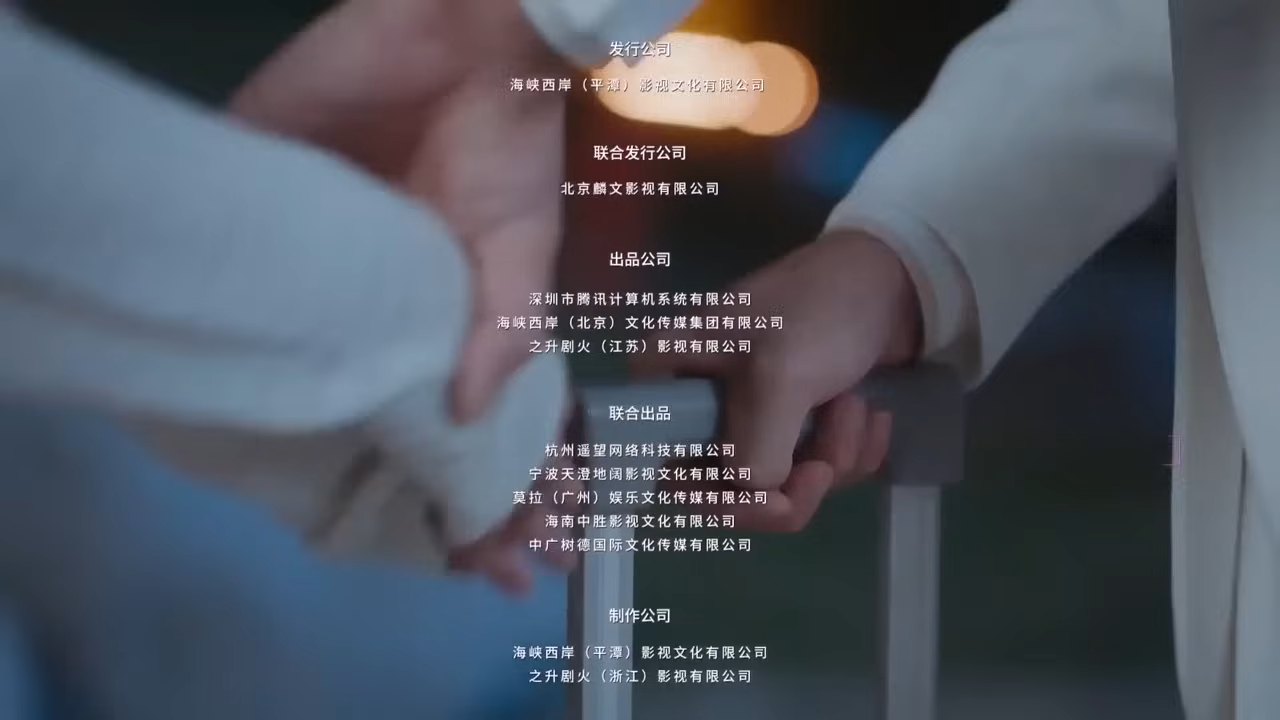 发行公司
海峡西岸（平潭）影视文化有限公司
联合发行公司
北京麟文影视有限公司
出品公司
深圳市腾讯计算机系统有限公司
海峡西岸（北京）文化传媒集团有限公司
之升剧火（江苏）影视有限公司
联合出品
杭州遥望网络科技有限公司
宁波天澄地阔影视文化有限公司
莫拉（广州）娱乐文化传媒有限公司
海南中胜影视文化有限公司
中广树德国际文化传媒有限公司
制作公司
海峡西岸（平潭）影视文化有限公司
之升剧火（浙江）影视有限公司